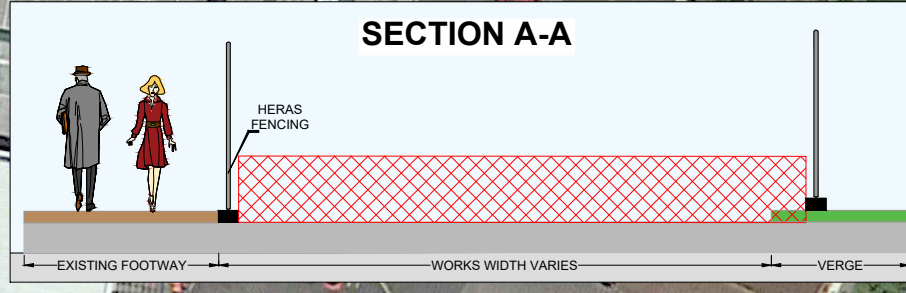 SECTION A-A
HERAS
FENCING
EXISTING FOOTWAY
WORKS WIDTH VARIES
VERGE